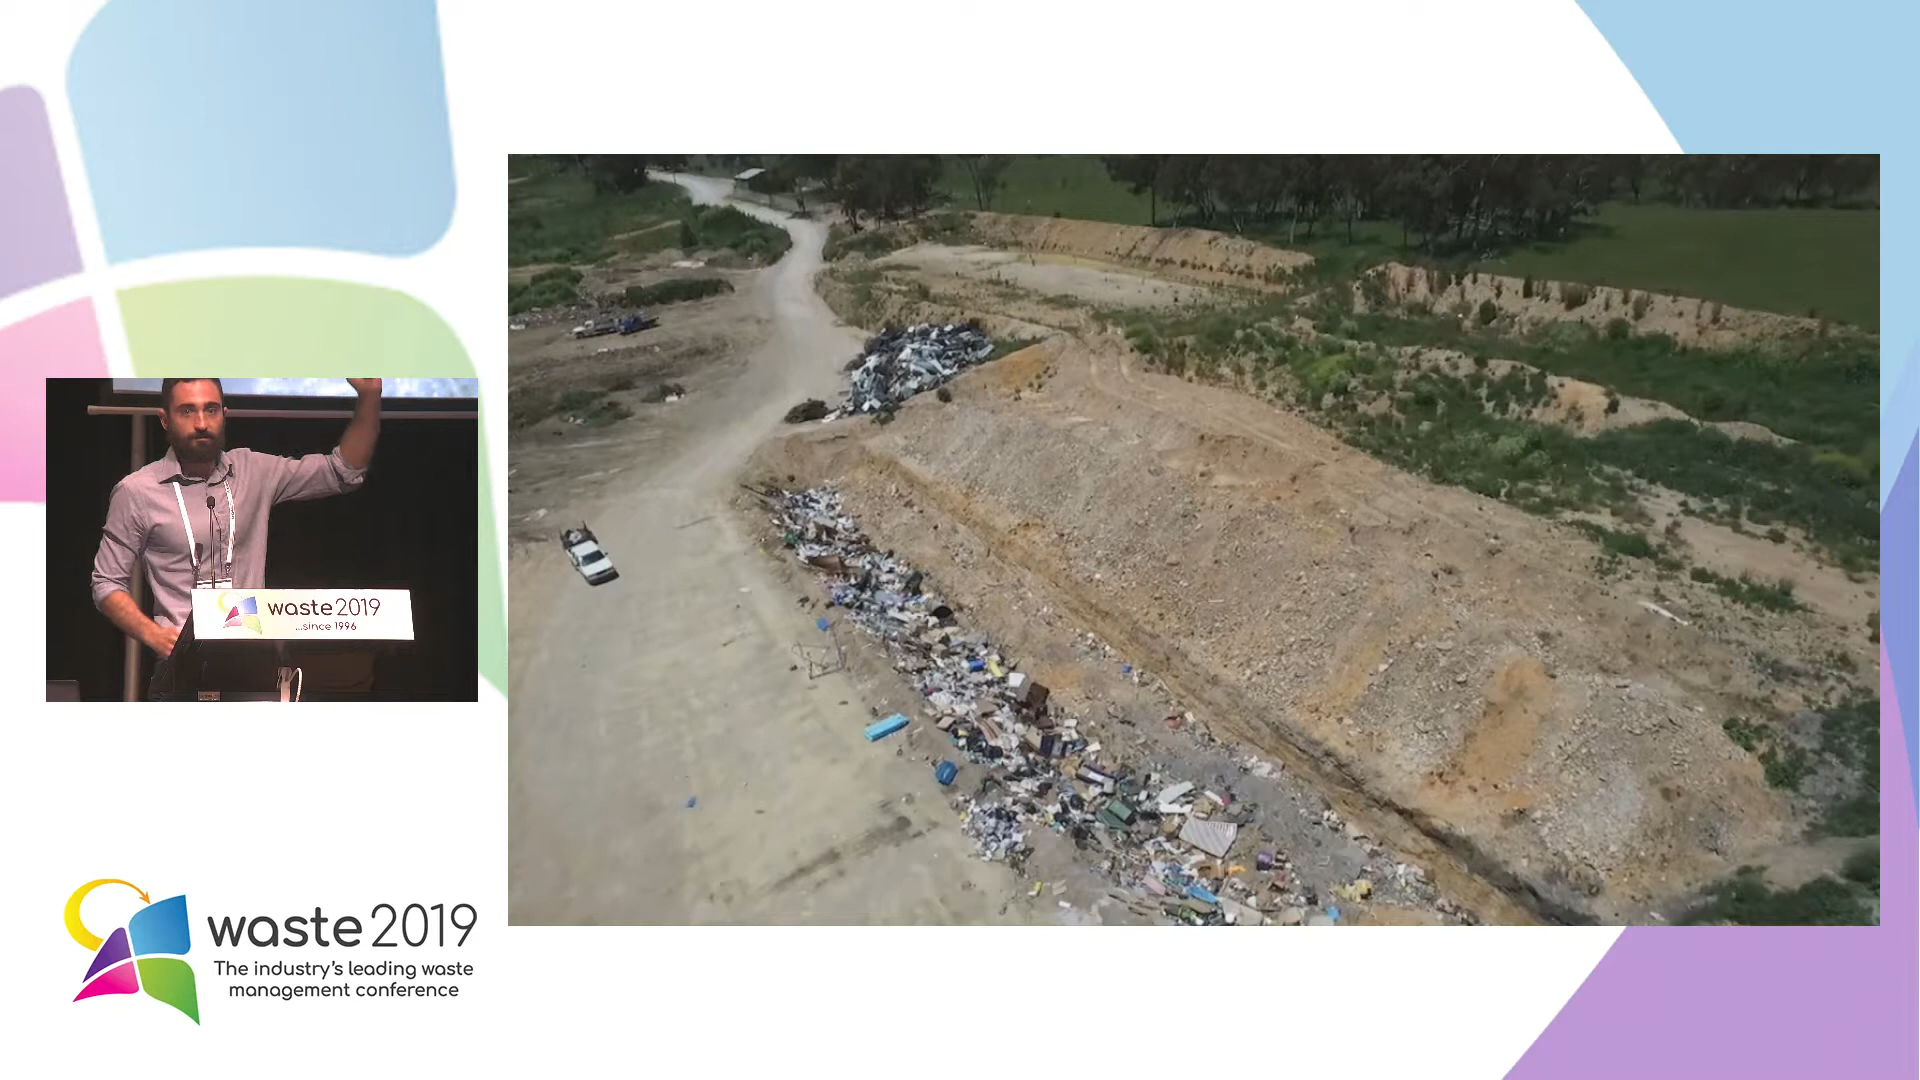 waste2019
...since 1996
waste2019
The industry's leading waste
management conference